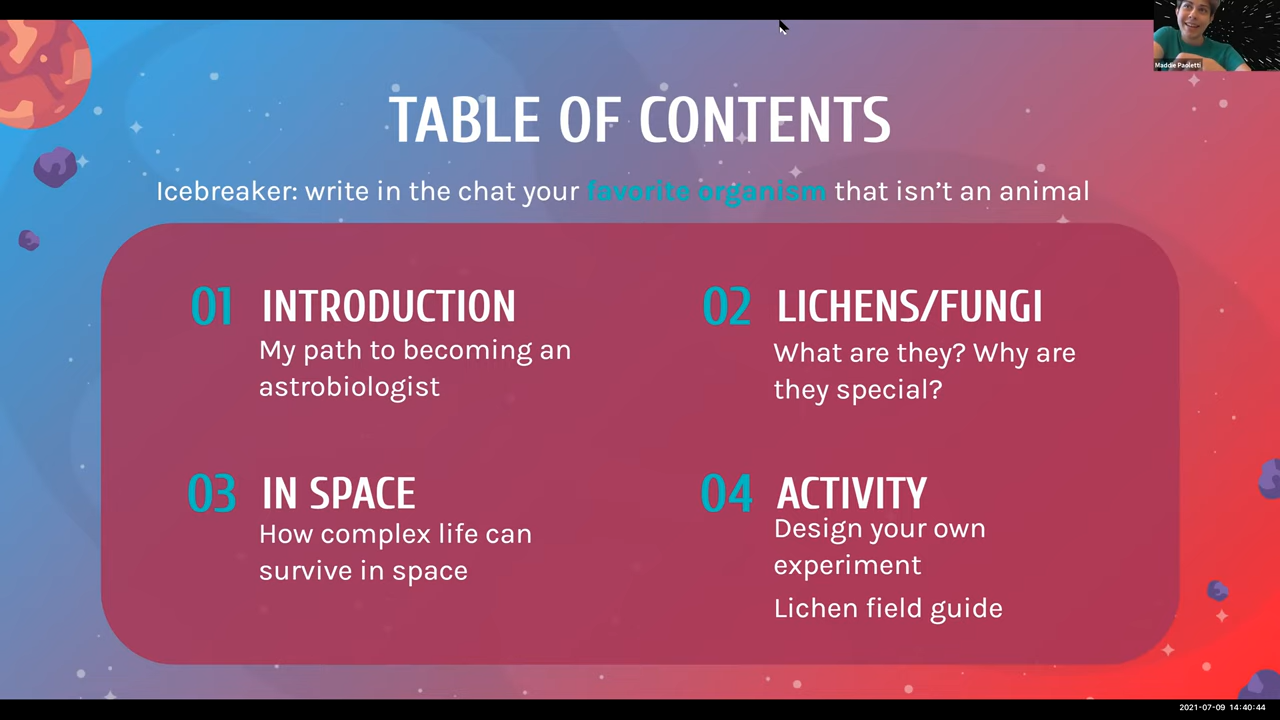 Maddie Paoletti
TABLE OF CONTENTS
Icebreaker: write in the chat your favorite organism that isn’t an animal
01 INTRODUCTION
My path to becoming an
astrobiologist
02 LICHENS/FUNGI
What are they? Why are
they special?
03 IN SPACE
How complex life can
survive in space
04 ACTIVITY
Design your own
experiment
Lichen field guide
2021-07-09 14:40:44